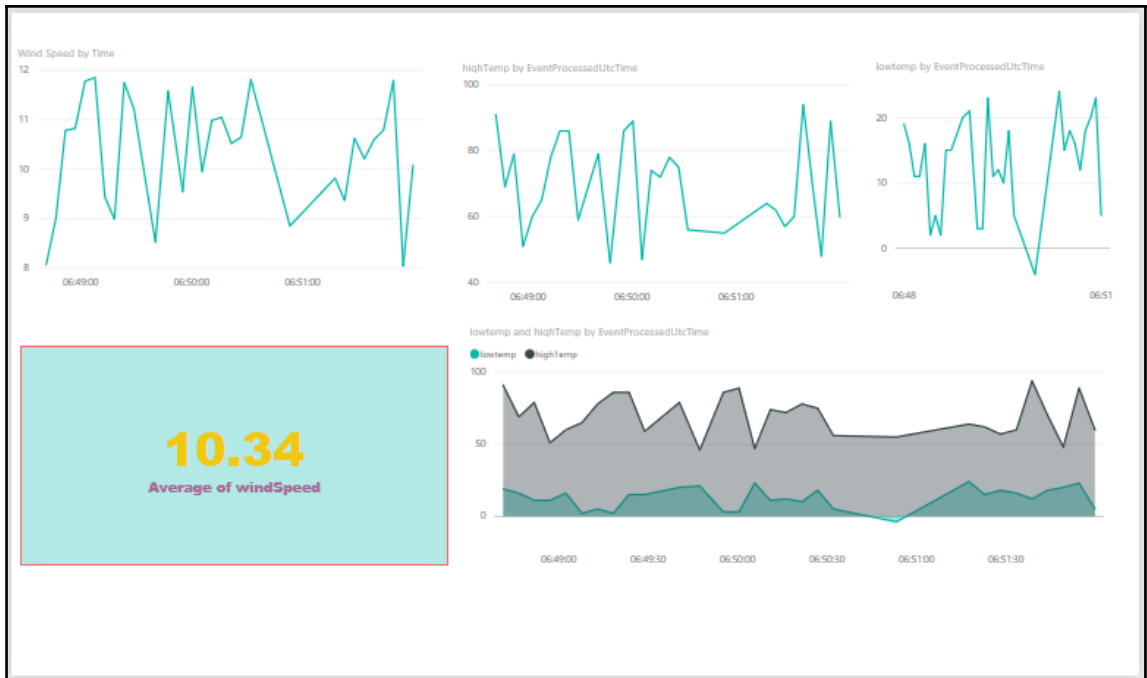 Wind Speed by Time
12
11
10
9
8
06:49:00 06:50:00 06:51:00
highTemp by EventProcessedUtcTime
100
80
60
40
06:49:00 06:50:00 06:51:00
lowtemp by EventProcessedUtcTime
20
10
0
06:48 06:51
10.34
Average of windSpeed
lowtemp and highTemp by EventProcessedUtcTime
lowtemp highTemp
100
50
0
06:49:00 06:49:30 06:50:00 06:50:30 06:51:00 06:51:30